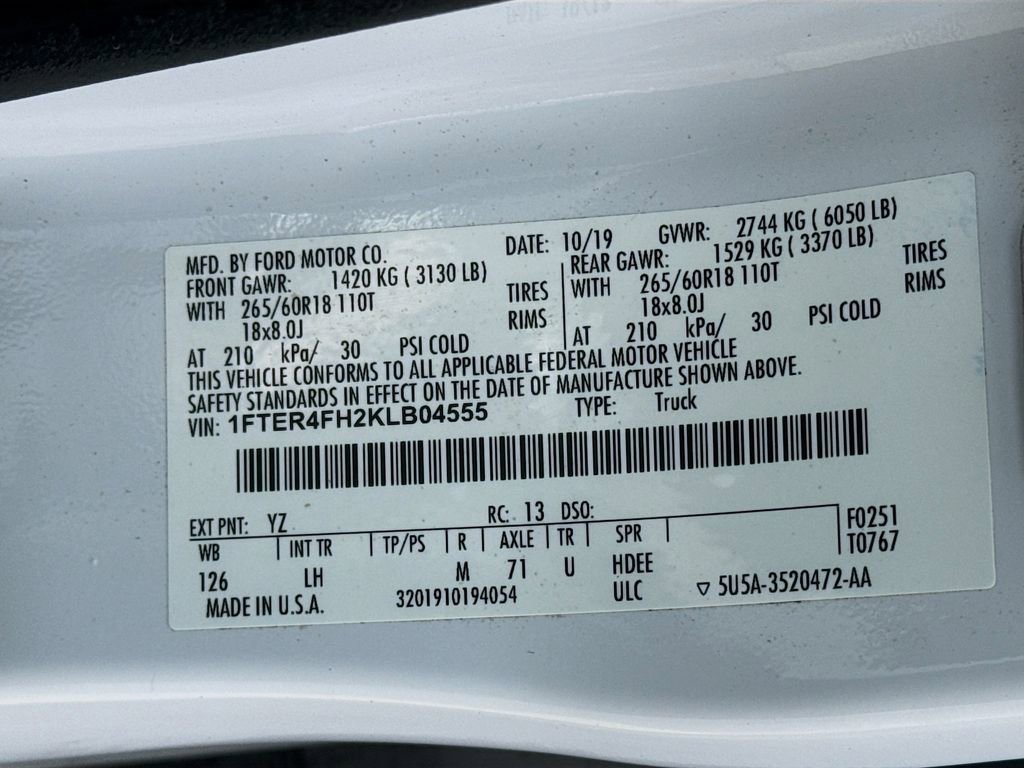 MFD. BY FORD MOTOR CO. DATE: 10/19 GVWR: 2744 KG ( 6050 LB)
FRONT GAWR: 1420 KG ( 3130 LB) REAR GAWR: 1529 KG ( 3370 LB)
WITH 265/60R18 110T TIRES WITH 265/60R18 110T TIRES
18x8.0J RIMS 18x8.0J RIMS
AT 210 kPa/ 30 PSI COLD AT 210 kPa/ 30 PSI COLD
THIS VEHICLE CONFORMS TO ALL APPLICABLE FEDERAL MOTOR VEHICLE
SAFETY STANDARDS IN EFFECT ON THE DATE OF MANUFACTURE SHOWN ABOVE.
VIN: 1FTER4FH2KLB04555 TYPE: Truck
EXT PNT: YZ RC: 13 DSO: F0251
WB INT TR TP/PS R AXLE TR SPR T0767
126 LH M 71 U HDEE
MADE IN U.S.A. 3201910194054 ULC ▽ 5U5A-3520472-AA